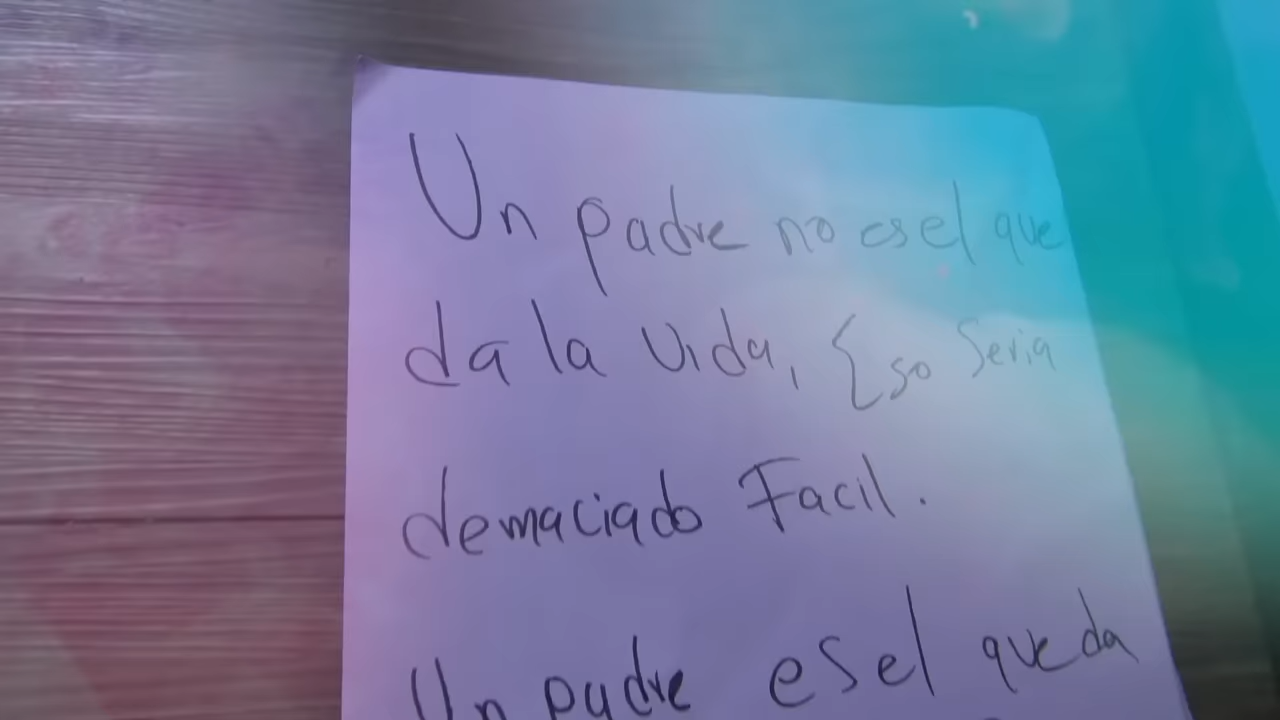 Un padre no es el que
da la vida, Eso seria
demaciado Facil.
Un padre es el que da